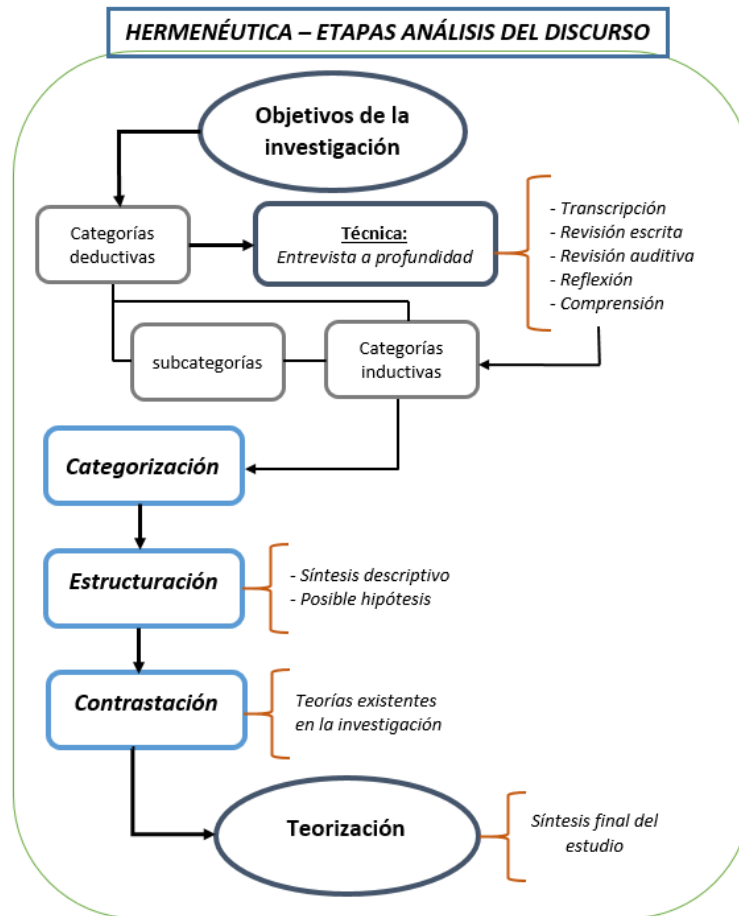 HERMENÉUTICA – ETAPAS ANÁLISIS DEL DISCURSO
Objetivos de la
investigación
Categorías
deductivas
Técnica:
Entrevista a profundidad
- Transcripción
- Revisión escrita
- Revisión auditiva
- Reflexión
- Comprensión
subcategorías
Categorías
inductivas
Categorización
Estructuración
- Síntesis descriptivo
- Posible hipótesis
Contrastación
Teorías existentes
en la investigación
Teorización
Síntesis final del
estudio